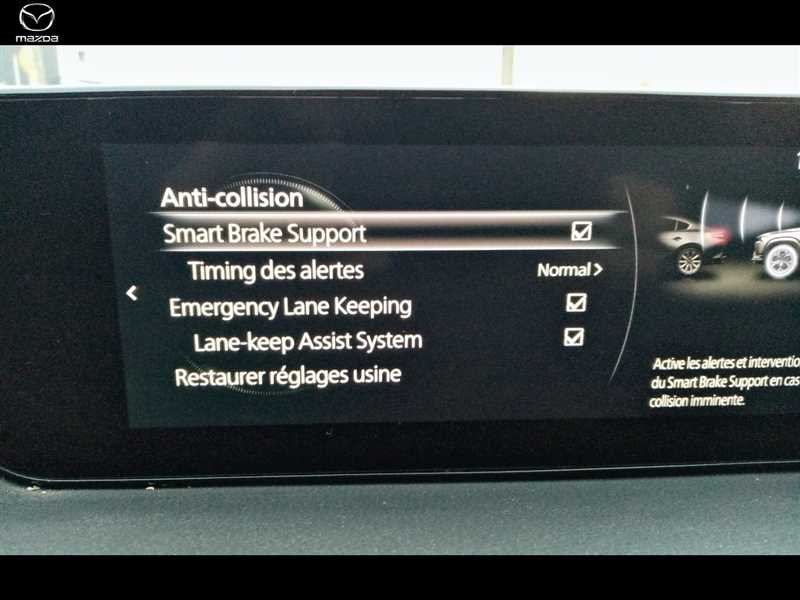 mazda
Anti-collision
Smart Brake Support
Timing des alertes Normal
Emergency Lane Keeping
Lane-keep Assist System
Restaurer réglages usine
Active les alertes et interventio
du Smart Brake Support en cas
collision imminente.